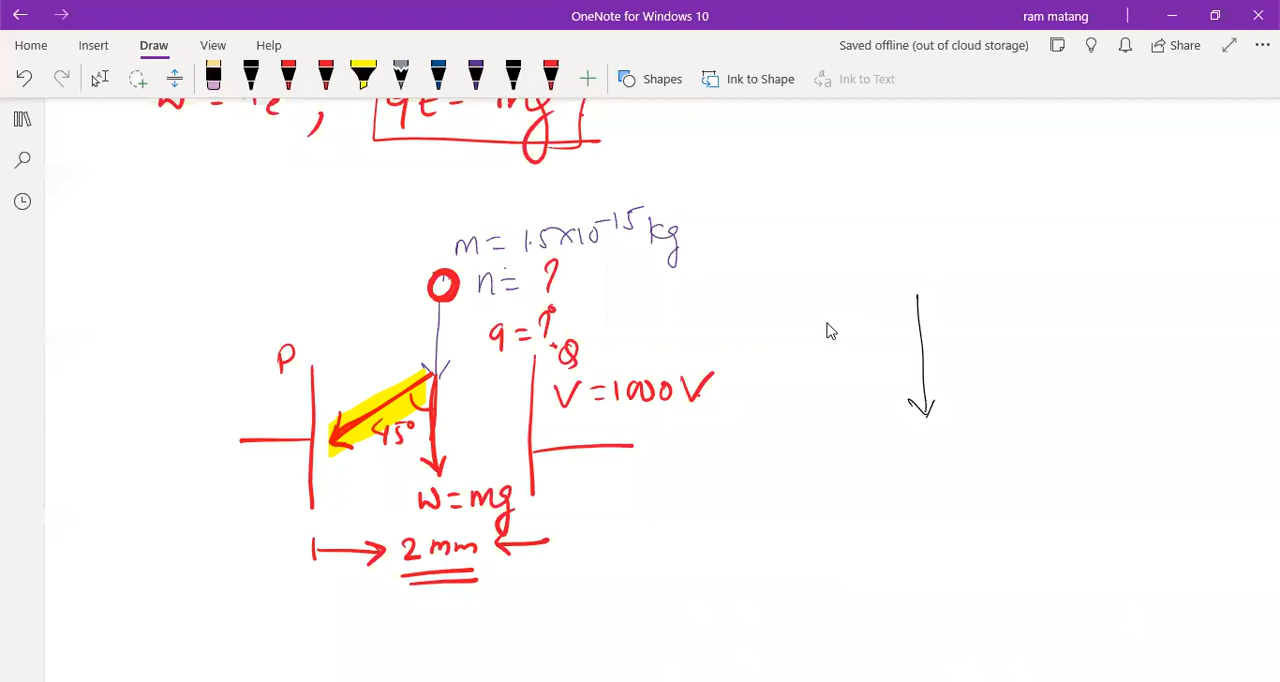 OneNote for Windows 10
ram matang
Home Insert Draw View Help
Saved offline (out of cloud storage)
Share
Shapes
Ink to Shape
Ink to Text
, qE = mg
m = 1.5×10⁻¹⁵ kg
n = ?
q = ?
P
Q
V = 1000 V
45°
W = mg
2 mm